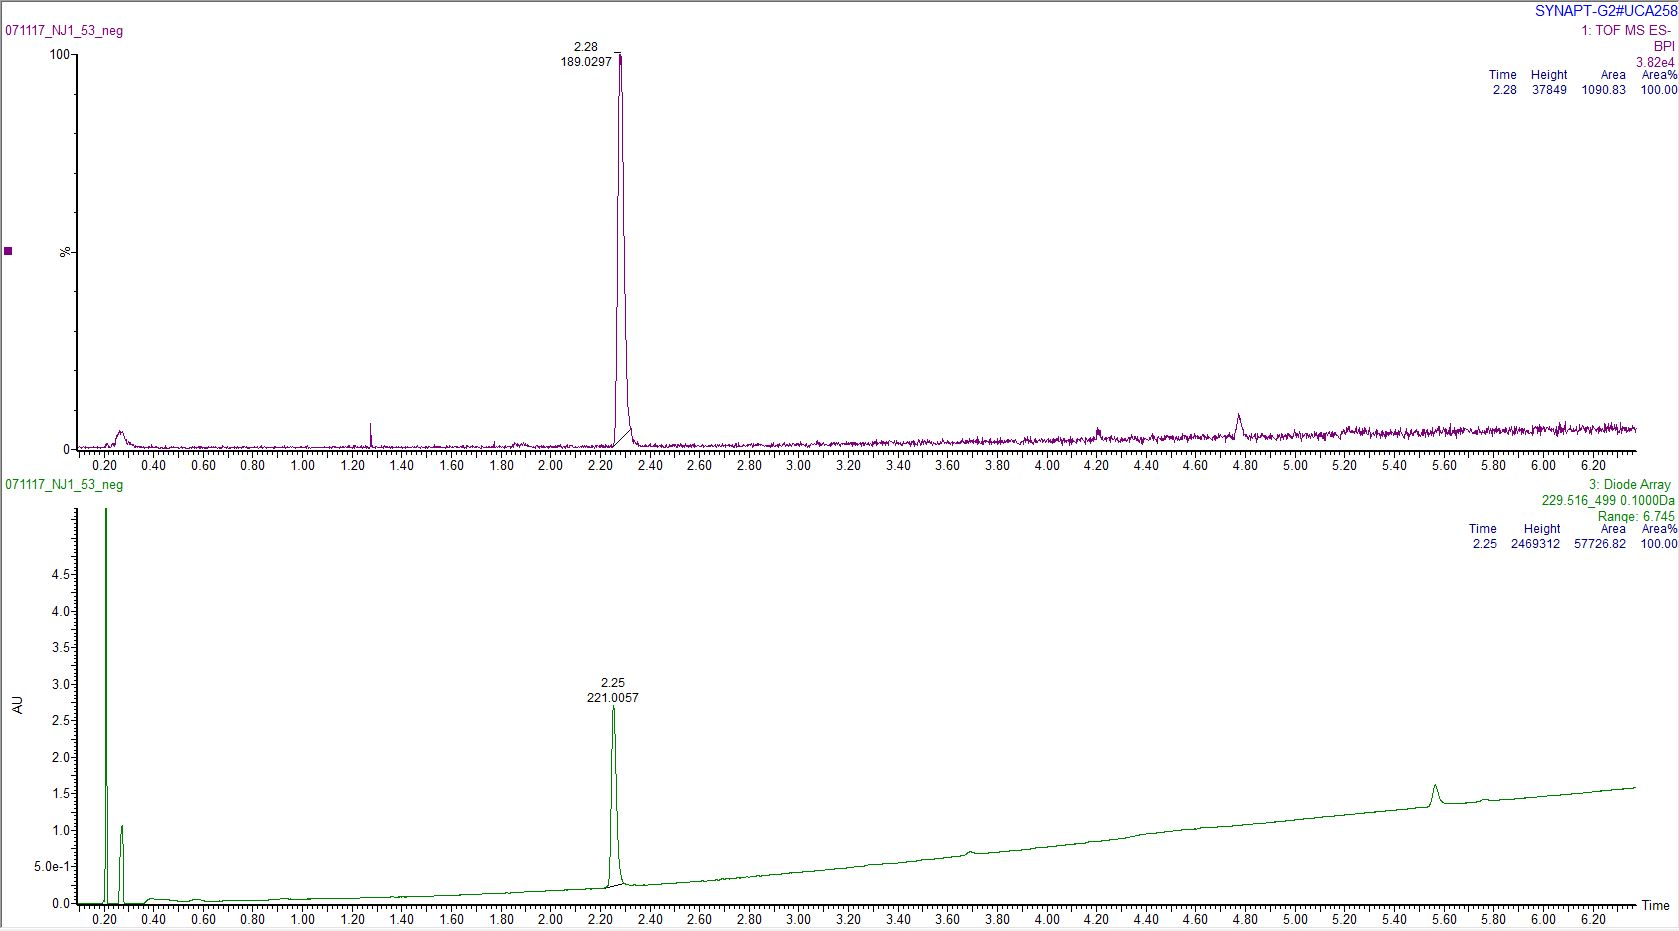 SYNAPT-G2#UCA258
071117_NJ1_53_neg
1: TOF MS ES-
BPI
3.82e4
Time Height Area Area%
2.28 37849 1090.83 100.00
2.28
189.0297
100
%
0
0.20 0.40 0.60 0.80 1.00 1.20 1.40 1.60 1.80 2.00 2.20 2.40 2.60 2.80 3.00 3.20 3.40 3.60 3.80 4.00 4.20 4.40 4.60 4.80 5.00 5.20 5.40 5.60 5.80 6.00 6.20
071117_NJ1_53_neg
3: Diode Array
229.516_499 0.1000Da
Range: 6.745
Time Height Area Area%
2.25 2469312 57726.82 100.00
4.5
4.0
3.5
3.0
2.25
221.0057
AU
2.5
2.0
1.5
1.0
5.0e-1
0.0
Time
0.20 0.40 0.60 0.80 1.00 1.20 1.40 1.60 1.80 2.00 2.20 2.40 2.60 2.80 3.00 3.20 3.40 3.60 3.80 4.00 4.20 4.40 4.60 4.80 5.00 5.20 5.40 5.60 5.80 6.00 6.20